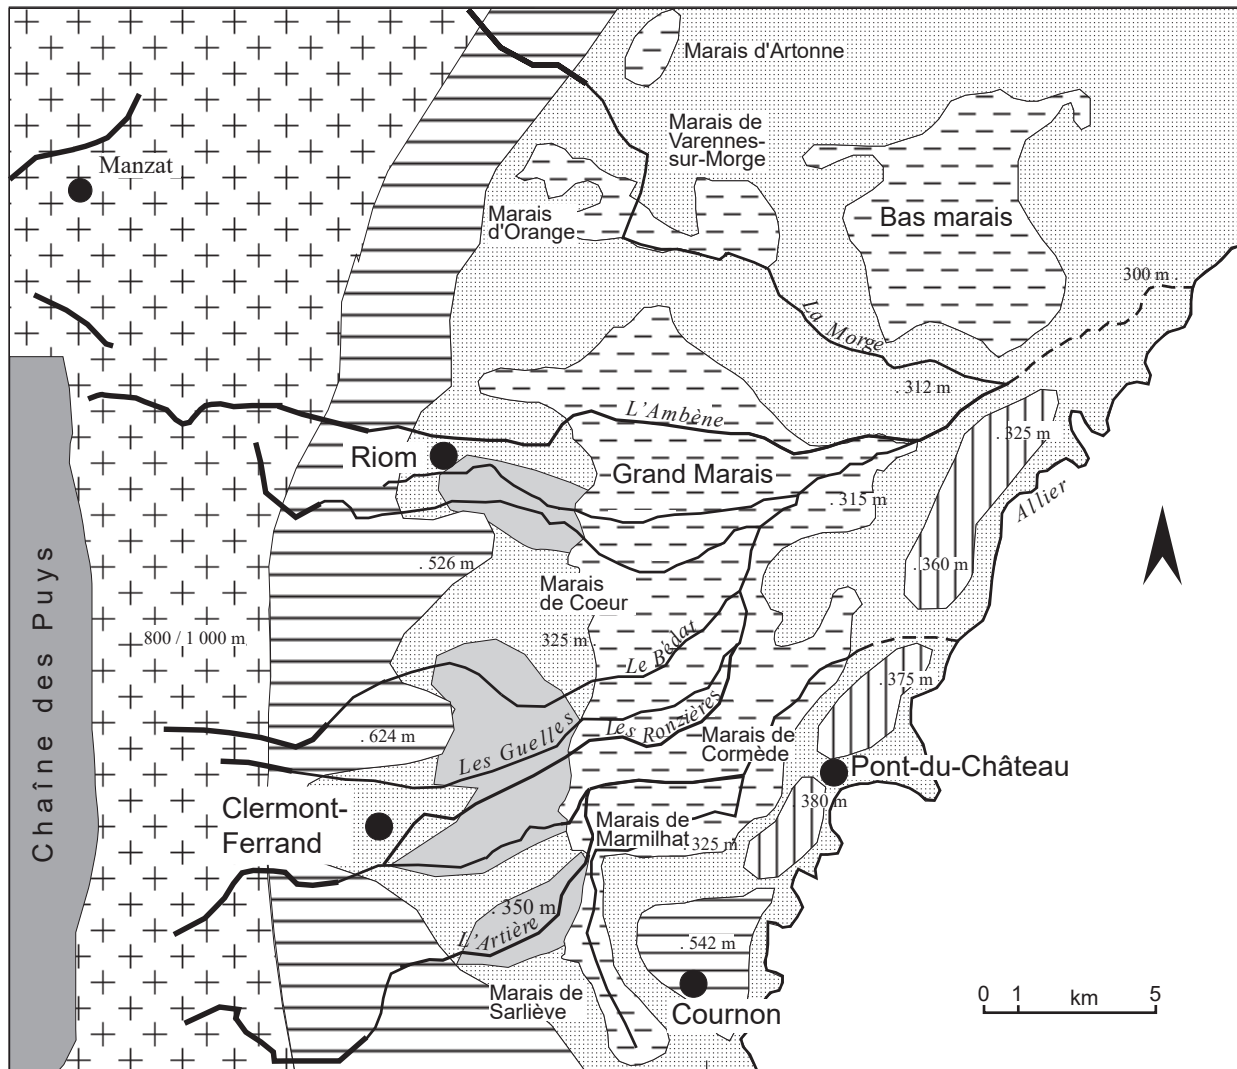 Marais d'Artonne
Marais de
Varennes-
sur-Morge
Manzat
Marais
d'Orange
Bas marais
300 m .
La Morge
. 312 m
L'Ambène
. 325 m
Riom
Grand Marais
. 315 m
Allier
. 526 m
. 360 m
Marais
de Coeur
325 m .
800 / 1 000 m
Chaîne des Puys
Le Bédat
. 375 m
Les Ronzières
. 624 m
Les Guelles
Marais de
Cormède
Pont-du-Château
380 m
Clermont-
Ferrand
Marais de
Marmilhat
325 m
. 350 m
L'Artière
. 542 m
Marais de
Sarliève
Cournon
0 1 km 5